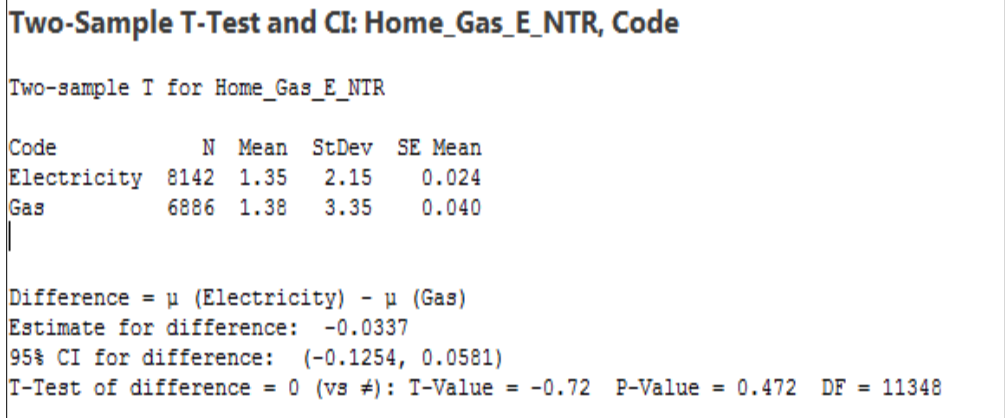 Two-Sample T-Test and CI: Home_Gas_E_NTR, Code
Two-sample T for Home_Gas_E_NTR
Code N Mean StDev SE Mean
Electricity 8142 1.35 2.15 0.024
Gas 6886 1.38 3.35 0.040
Difference = μ (Electricity) - μ (Gas)
Estimate for difference: -0.0337
95% CI for difference: (-0.1254, 0.0581)
T-Test of difference = 0 (vs ≠): T-Value = -0.72 P-Value = 0.472 DF = 11348